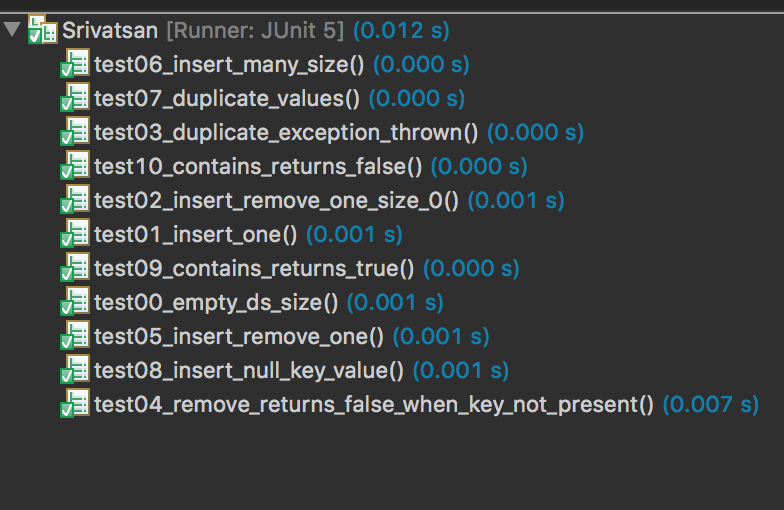 Srivatsan [Runner: JUnit 5] (0.012 s)
test06_insert_many_size() (0.000 s)
test07_duplicate_values() (0.000 s)
test03_duplicate_exception_thrown() (0.000 s)
test10_contains_returns_false() (0.000 s)
test02_insert_remove_one_size_0() (0.001 s)
test01_insert_one() (0.001 s)
test09_contains_returns_true() (0.000 s)
test00_empty_ds_size() (0.001 s)
test05_insert_remove_one() (0.001 s)
test08_insert_null_key_value() (0.001 s)
test04_remove_returns_false_when_key_not_present() (0.007 s)